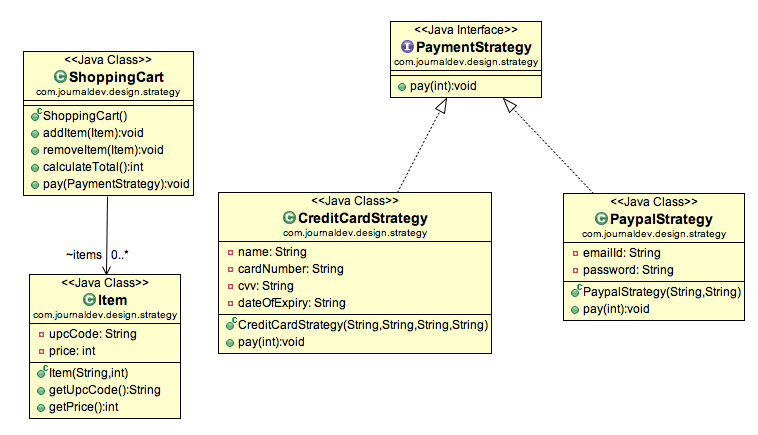 <<Java Class>>
ShoppingCart
com.journaldev.design.strategy
ShoppingCart()
addItem(Item):void
removeItem(Item):void
calculateTotal():int
pay(PaymentStrategy):void
~items 0..*
<<Java Class>>
Item
com.journaldev.design.strategy
upcCode: String
price: int
Item(String,int)
getUpcCode():String
getPrice():int
<<Java Interface>>
PaymentStrategy
com.journaldev.design.strategy
pay(int):void
<<Java Class>>
CreditCardStrategy
com.journaldev.design.strategy
name: String
cardNumber: String
cvv: String
dateOfExpiry: String
CreditCardStrategy(String,String,String,String)
pay(int):void
<<Java Class>>
PaypalStrategy
com.journaldev.design.strategy
emailId: String
password: String
PaypalStrategy(String,String)
pay(int):void